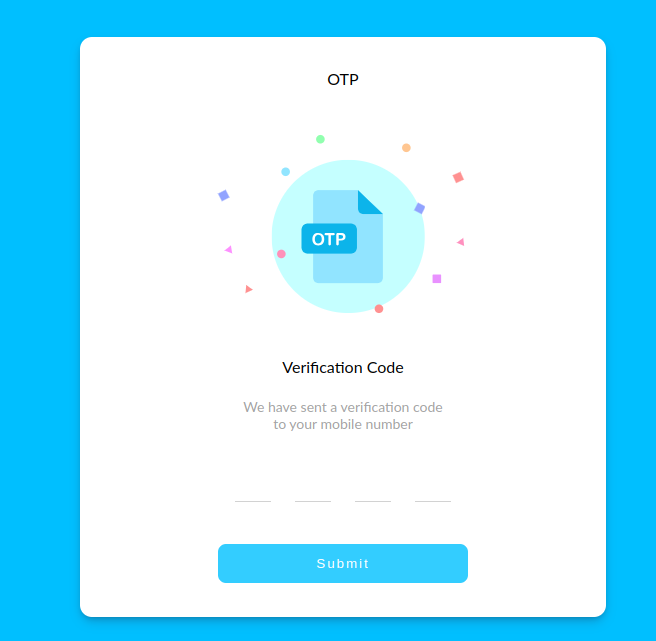 OTP
OTP
Verification Code
We have sent a verification code
to your mobile number
Submit